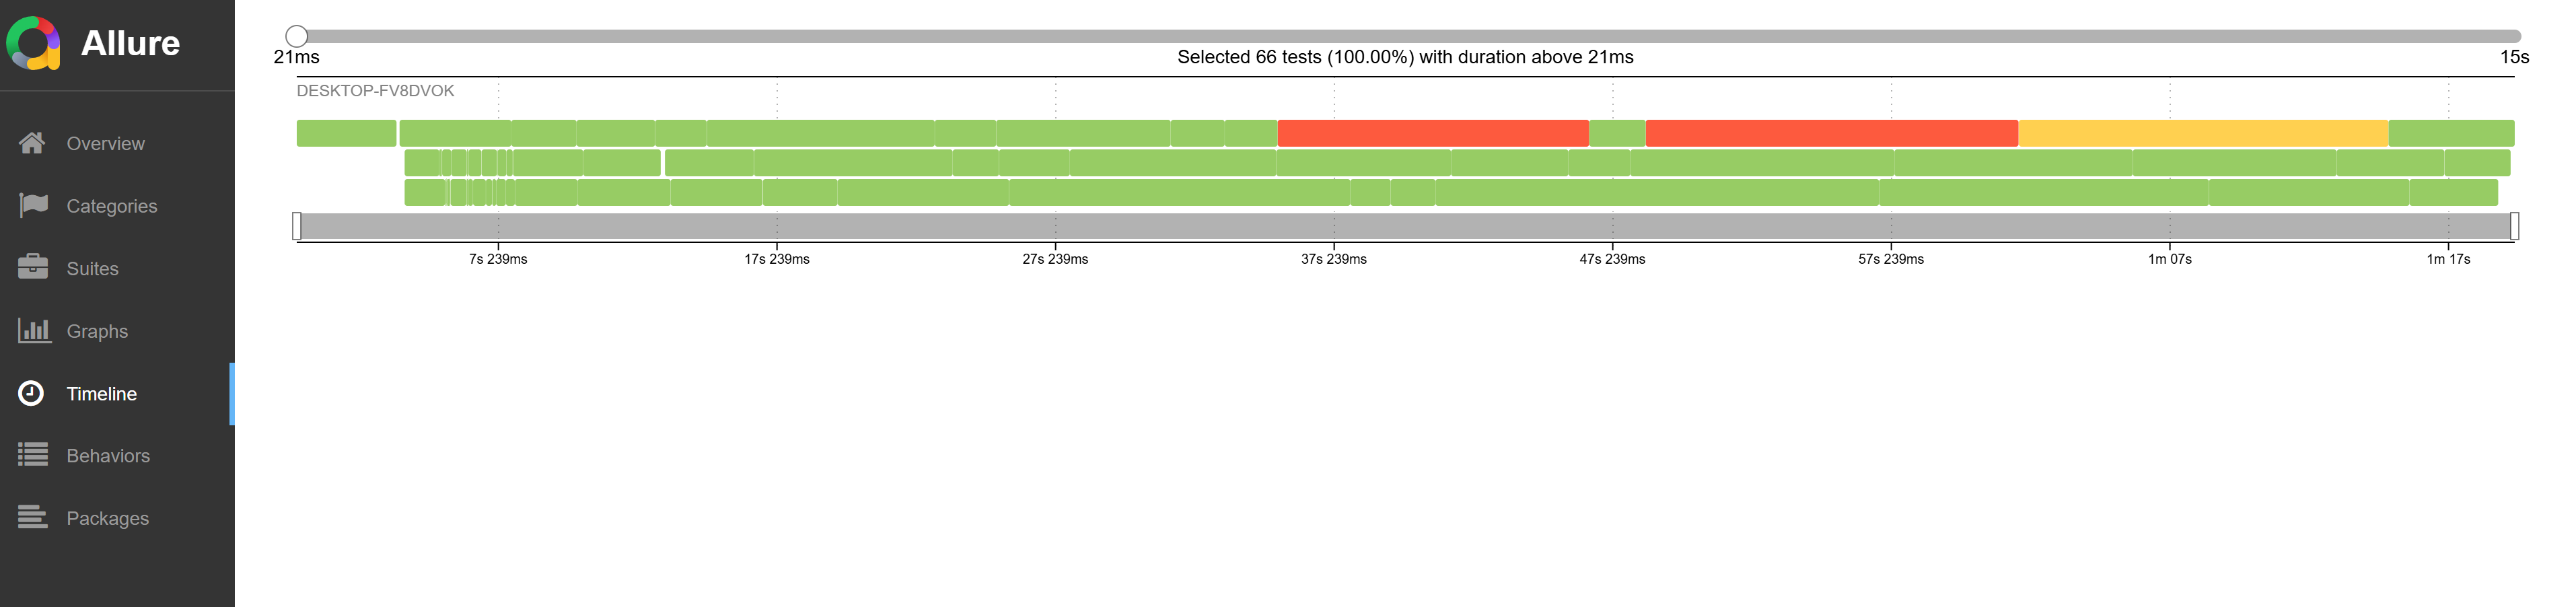 Allure
Overview
Categories
Suites
Graphs
Timeline
Behaviors
Packages
21ms
Selected 66 tests (100.00%) with duration above 21ms
15s
DESKTOP-FV8DVOK
7s 239ms
17s 239ms
27s 239ms
37s 239ms
47s 239ms
57s 239ms
1m 07s
1m 17s